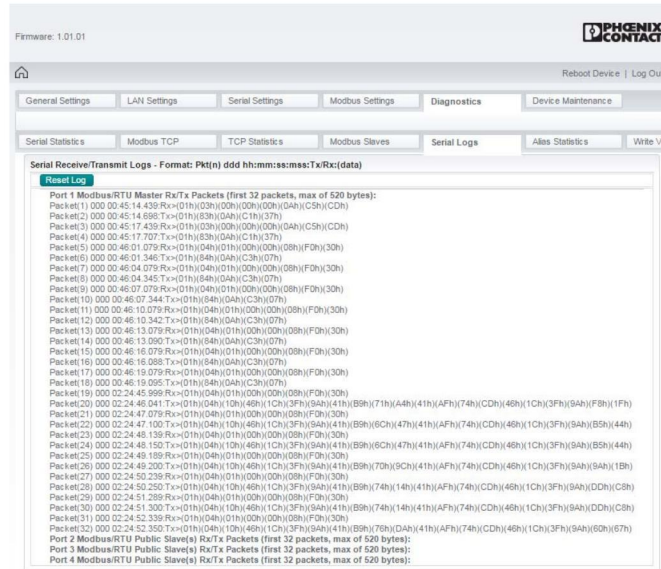 Firmware: 1.01.01
PHŒNIX
CONTACT
Reboot Device | Log Ou
General Settings
LAN Settings
Serial Settings
Modbus Settings
Diagnostics
Device Maintenance
Serial Statistics
Modbus TCP
TCP Statistics
Modbus Slaves
Serial Logs
Alias Statistics
Write V
Serial Receive/Transmit Logs - Format: Pkt(n) ddd hh:mm:ss:mss:Tx/Rx:(data)
Reset Log
Port 1 Modbus/RTU Master Rx/Tx Packets (first 32 packets, max of 520 bytes):
Packet(1) 000 00:45:14.439:Rx>(01h)(03h)(00h)(00h)(00h)(0Ah)(C5h)(CDh)
Packet(2) 000 00:45:14.698:Tx>(01h)(83h)(0Ah)(C1h)(37h)
Packet(3) 000 00:45:17.439:Rx>(01h)(03h)(00h)(00h)(00h)(0Ah)(C5h)(CDh)
Packet(4) 000 00:45:17.707:Tx>(01h)(83h)(0Ah)(C1h)(37h)
Packet(5) 000 00:46:01.079:Rx>(01h)(04h)(01h)(00h)(00h)(08h)(F0h)(30h)
Packet(6) 000 00:46:01.346:Tx>(01h)(84h)(0Ah)(C3h)(07h)
Packet(7) 000 00:46:04.079:Rx>(01h)(04h)(01h)(00h)(00h)(08h)(F0h)(30h)
Packet(8) 000 00:46:04.345:Tx>(01h)(84h)(0Ah)(C3h)(07h)
Packet(9) 000 00:46:07.079:Rx>(01h)(04h)(01h)(00h)(00h)(08h)(F0h)(30h)
Packet(10) 000 00:46:07.344:Tx>(01h)(84h)(0Ah)(C3h)(07h)
Packet(11) 000 00:46:10.079:Rx>(01h)(04h)(01h)(00h)(00h)(08h)(F0h)(30h)
Packet(12) 000 00:46:10.342:Tx>(01h)(84h)(0Ah)(C3h)(07h)
Packet(13) 000 00:46:13.079:Rx>(01h)(04h)(01h)(00h)(00h)(08h)(F0h)(30h)
Packet(14) 000 00:46:13.090:Tx>(01h)(84h)(0Ah)(C3h)(07h)
Packet(15) 000 00:46:16.079:Rx>(01h)(04h)(01h)(00h)(00h)(08h)(F0h)(30h)
Packet(16) 000 00:46:16.088:Tx>(01h)(84h)(0Ah)(C3h)(07h)
Packet(17) 000 00:46:19.079:Rx>(01h)(04h)(01h)(00h)(00h)(08h)(F0h)(30h)
Packet(18) 000 00:46:19.095:Tx>(01h)(84h)(0Ah)(C3h)(07h)
Packet(19) 000 02:24:45.999:Rx>(01h)(04h)(01h)(00h)(00h)(08h)(F0h)(30h)
Packet(20) 000 02:24:46.041:Tx>(01h)(04h)(10h)(46h)(1Ch)(3Fh)(9Ah)(41h)(B9h)(71h)(A4h)(41h)(AFh)(74h)(CDh)(46h)(1Ch)(3Fh)(9Ah)(F8h)(1Fh)
Packet(21) 000 02:24:47.079:Rx>(01h)(04h)(01h)(00h)(00h)(08h)(F0h)(30h)
Packet(22) 000 02:24:47.100:Tx>(01h)(04h)(10h)(46h)(1Ch)(3Fh)(9Ah)(41h)(B9h)(6Ch)(47h)(41h)(AFh)(74h)(CDh)(46h)(1Ch)(3Fh)(9Ah)(B5h)(44h)
Packet(23) 000 02:24:48.139:Rx>(01h)(04h)(01h)(00h)(00h)(08h)(F0h)(30h)
Packet(24) 000 02:24:48.150:Tx>(01h)(04h)(10h)(46h)(1Ch)(3Fh)(9Ah)(41h)(B9h)(6Ch)(47h)(41h)(AFh)(74h)(CDh)(46h)(1Ch)(3Fh)(9Ah)(B5h)(44h)
Packet(25) 000 02:24:49.189:Rx>(01h)(04h)(01h)(00h)(00h)(08h)(F0h)(30h)
Packet(26) 000 02:24:49.200:Tx>(01h)(04h)(10h)(46h)(1Ch)(3Fh)(9Ah)(41h)(B9h)(70h)(9Ch)(41h)(AFh)(74h)(CDh)(46h)(1Ch)(3Fh)(9Ah)(9Ah)(1Bh)
Packet(27) 000 02:24:50.239:Rx>(01h)(04h)(01h)(00h)(00h)(08h)(F0h)(30h)
Packet(28) 000 02:24:50.250:Tx>(01h)(04h)(10h)(46h)(1Ch)(3Fh)(9Ah)(41h)(B9h)(74h)(14h)(41h)(AFh)(74h)(CDh)(46h)(1Ch)(3Fh)(9Ah)(DDh)(C8h)
Packet(29) 000 02:24:51.289:Rx>(01h)(04h)(01h)(00h)(00h)(08h)(F0h)(30h)
Packet(30) 000 02:24:51.300:Tx>(01h)(04h)(10h)(46h)(1Ch)(3Fh)(9Ah)(41h)(B9h)(74h)(14h)(41h)(AFh)(74h)(CDh)(46h)(1Ch)(3Fh)(9Ah)(DDh)(C8h)
Packet(31) 000 02:24:52.339:Rx>(01h)(04h)(01h)(00h)(00h)(08h)(F0h)(30h)
Packet(32) 000 02:24:52.350:Tx>(01h)(04h)(10h)(46h)(1Ch)(3Fh)(9Ah)(41h)(B9h)(76h)(DAh)(41h)(AFh)(74h)(CDh)(46h)(1Ch)(3Fh)(9Ah)(60h)(67h)
Port 2 Modbus/RTU Public Slave(s) Rx/Tx Packets (first 32 packets, max of 520 bytes):
Port 3 Modbus/RTU Public Slave(s) Rx/Tx Packets (first 32 packets, max of 520 bytes):
Port 4 Modbus/RTU Public Slave(s) Rx/Tx Packets (first 32 packets, max of 520 bytes):